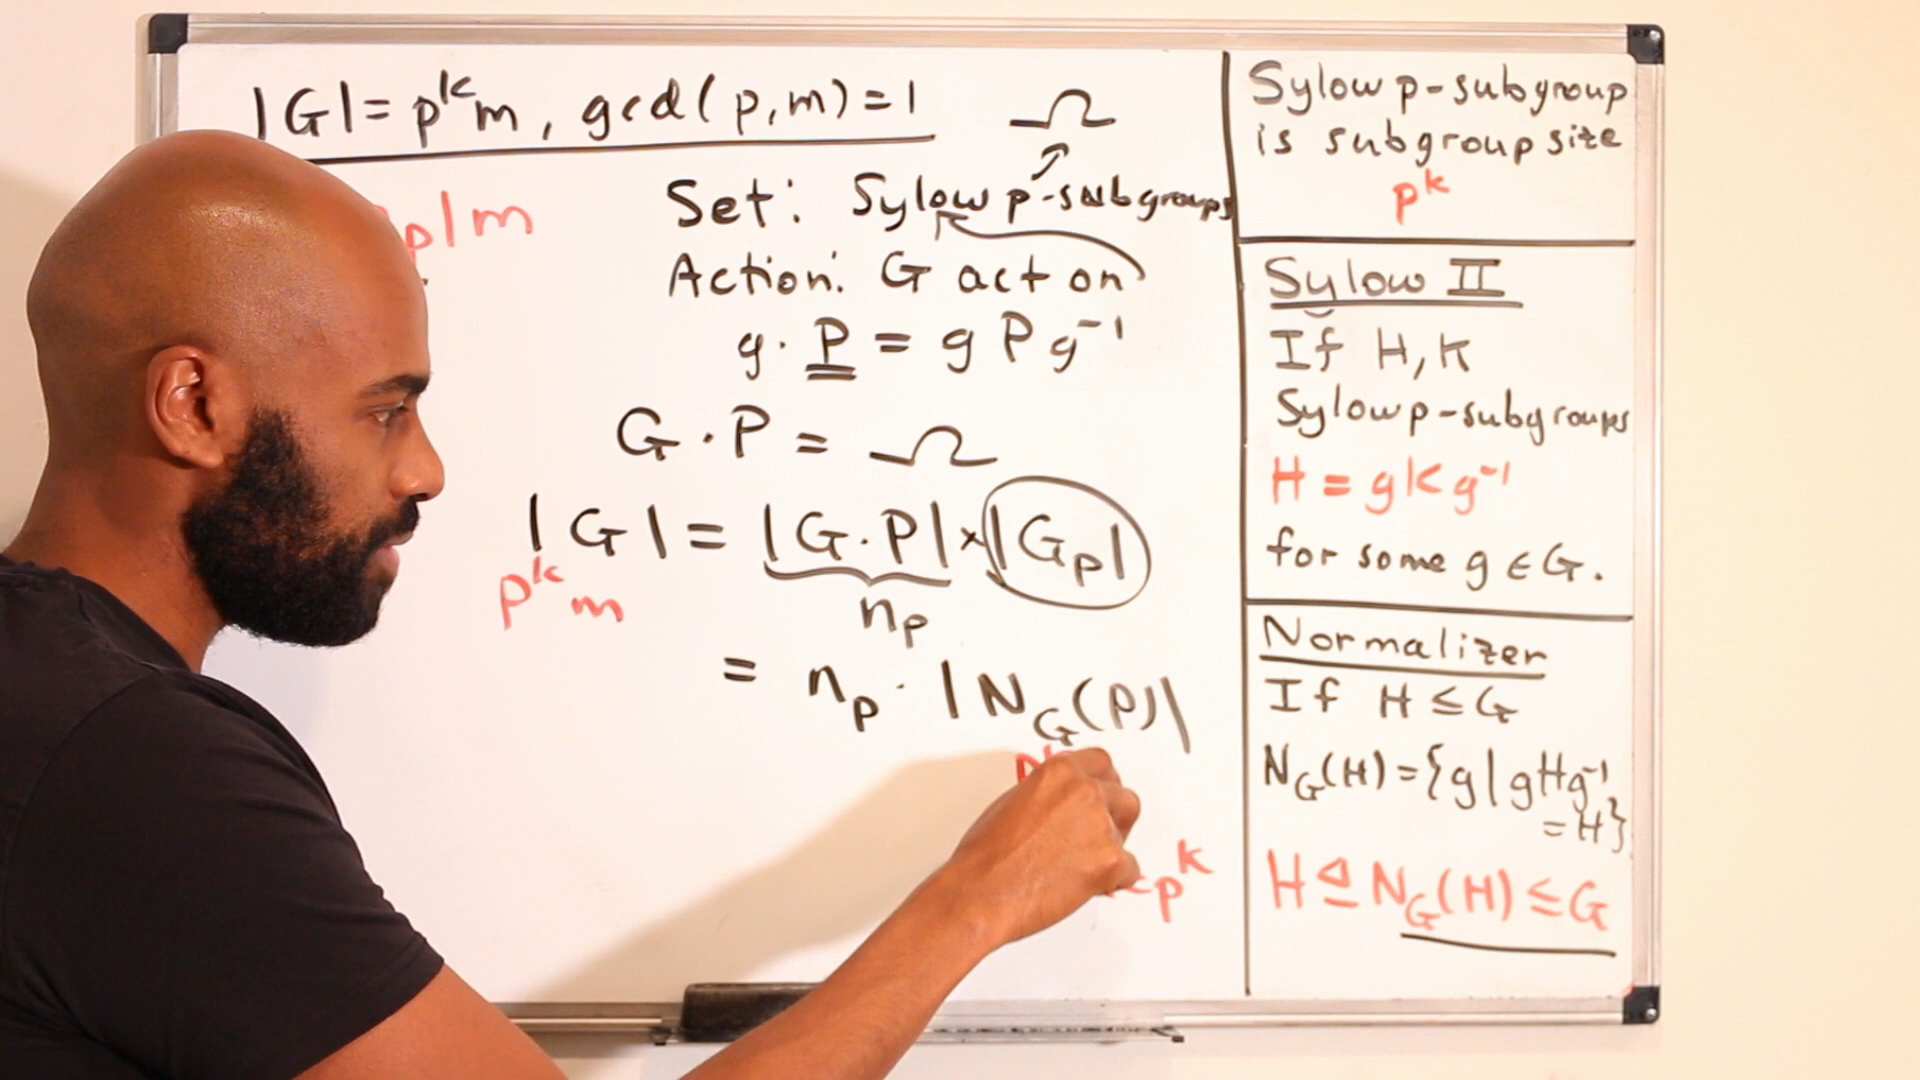 |G| = p^k m, gcd(p,m) = 1
p|m
Ω
Set: Sylow p-subgroups
Action: G act on
g · P = g P g^-1
G · P = Ω
|G| = |G·P| × |G_P|
p^k m
n_p
= n_p · |N_G(P)|
p^k
Sylow p-subgroup
is subgroup size
p^k
Sylow II
If H, K
Sylow p-subgroups
H = gKg^-1
for some g ∈ G.
Normalizer
If H ≤ G
N_G(H) = {g | gHg^-1
= H}
H ⊴ N_G(H) ≤ G